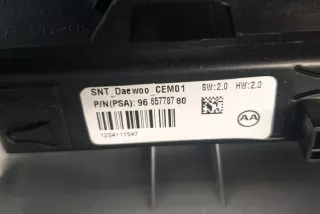 SNT_Daewoo_CEM01 SW:2.0 HW:2.0
P/N(PSA): 96 657787 80
1204111547
AA